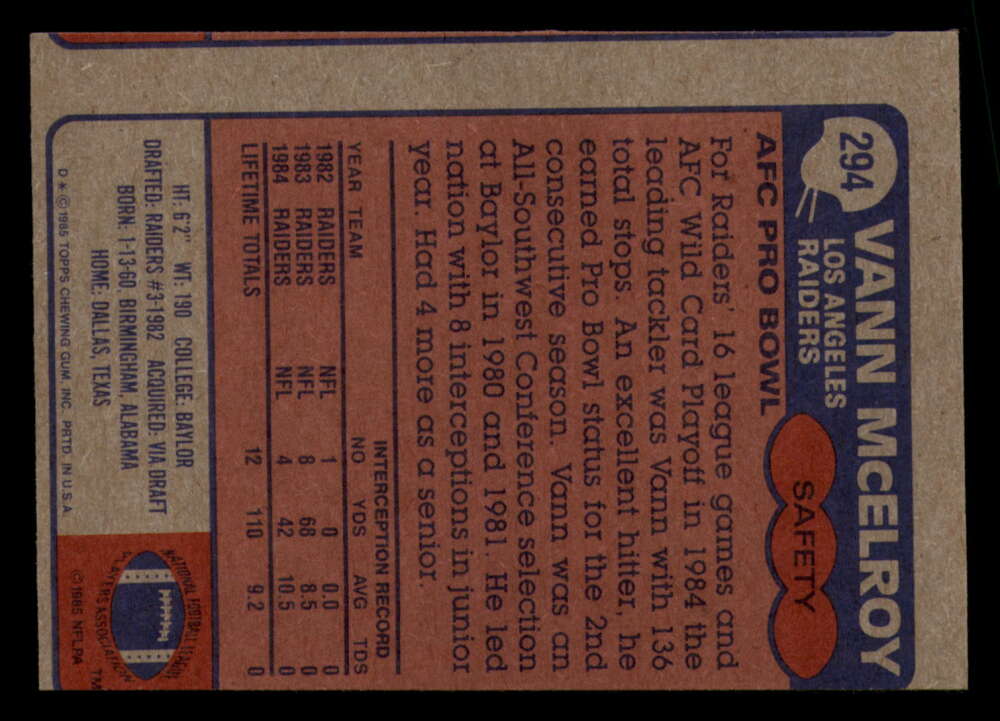 294
VANN McELROY
LOS ANGELES
RAIDERS
SAFETY
AFC PRO BOWL
For Raiders' 16 league games and
AFC Wild Card Playoff in 1984 the
leading tackler was Vann with 136
total stops. An excellent hitter, he
earned Pro Bowl status for the 2nd
consecutive season. Vann was an
All-Southwest Conference selection
at Baylor in 1980 and 1981. He led
nation with 8 interceptions in junior
year. Had 4 more as a senior.
INTERCEPTION RECORD
YEAR TEAM NO YDS AVG TDS
1982 RAIDERS NFL 1 0 0.0 0
1983 RAIDERS NFL 8 68 8.5 0
1984 RAIDERS NFL 4 42 10.5 0
LIFETIME TOTALS 12 110 9.2 0
HT: 6'2" WT: 190 COLLEGE: BAYLOR
DRAFTED: RAIDERS #3-1982 ACQUIRED: VIA DRAFT
BORN: 1-13-60 BIRMINGHAM, ALABAMA
HOME: DALLAS, TEXAS
D * © 1985 TOPPS CHEWING GUM, INC. PRTD. IN U.S.A.
NATIONAL FOOTBALL LEAGUE
PLAYERS ASSOCIATION
TM
© 1985 NFLPA